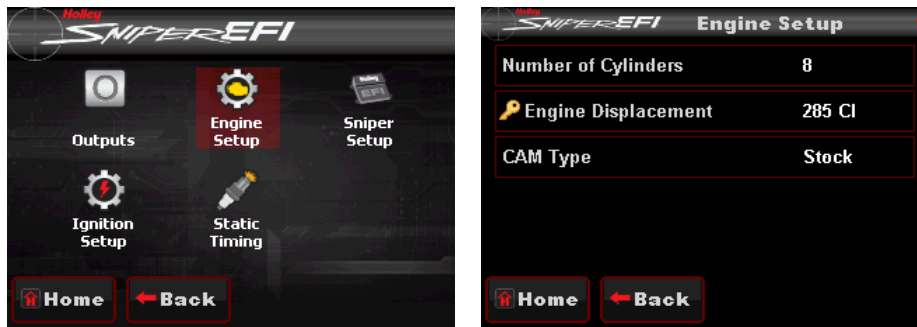 Holley
SNIPER EFI
Outputs
Engine
Setup
Holley
EFI
Sniper
Setup
Ignition
Setup
Static
Timing
Home
Back
Holley
SNIPER EFI
Engine Setup
Number of Cylinders 8
Engine Displacement 285 CI
CAM Type Stock
Home
Back